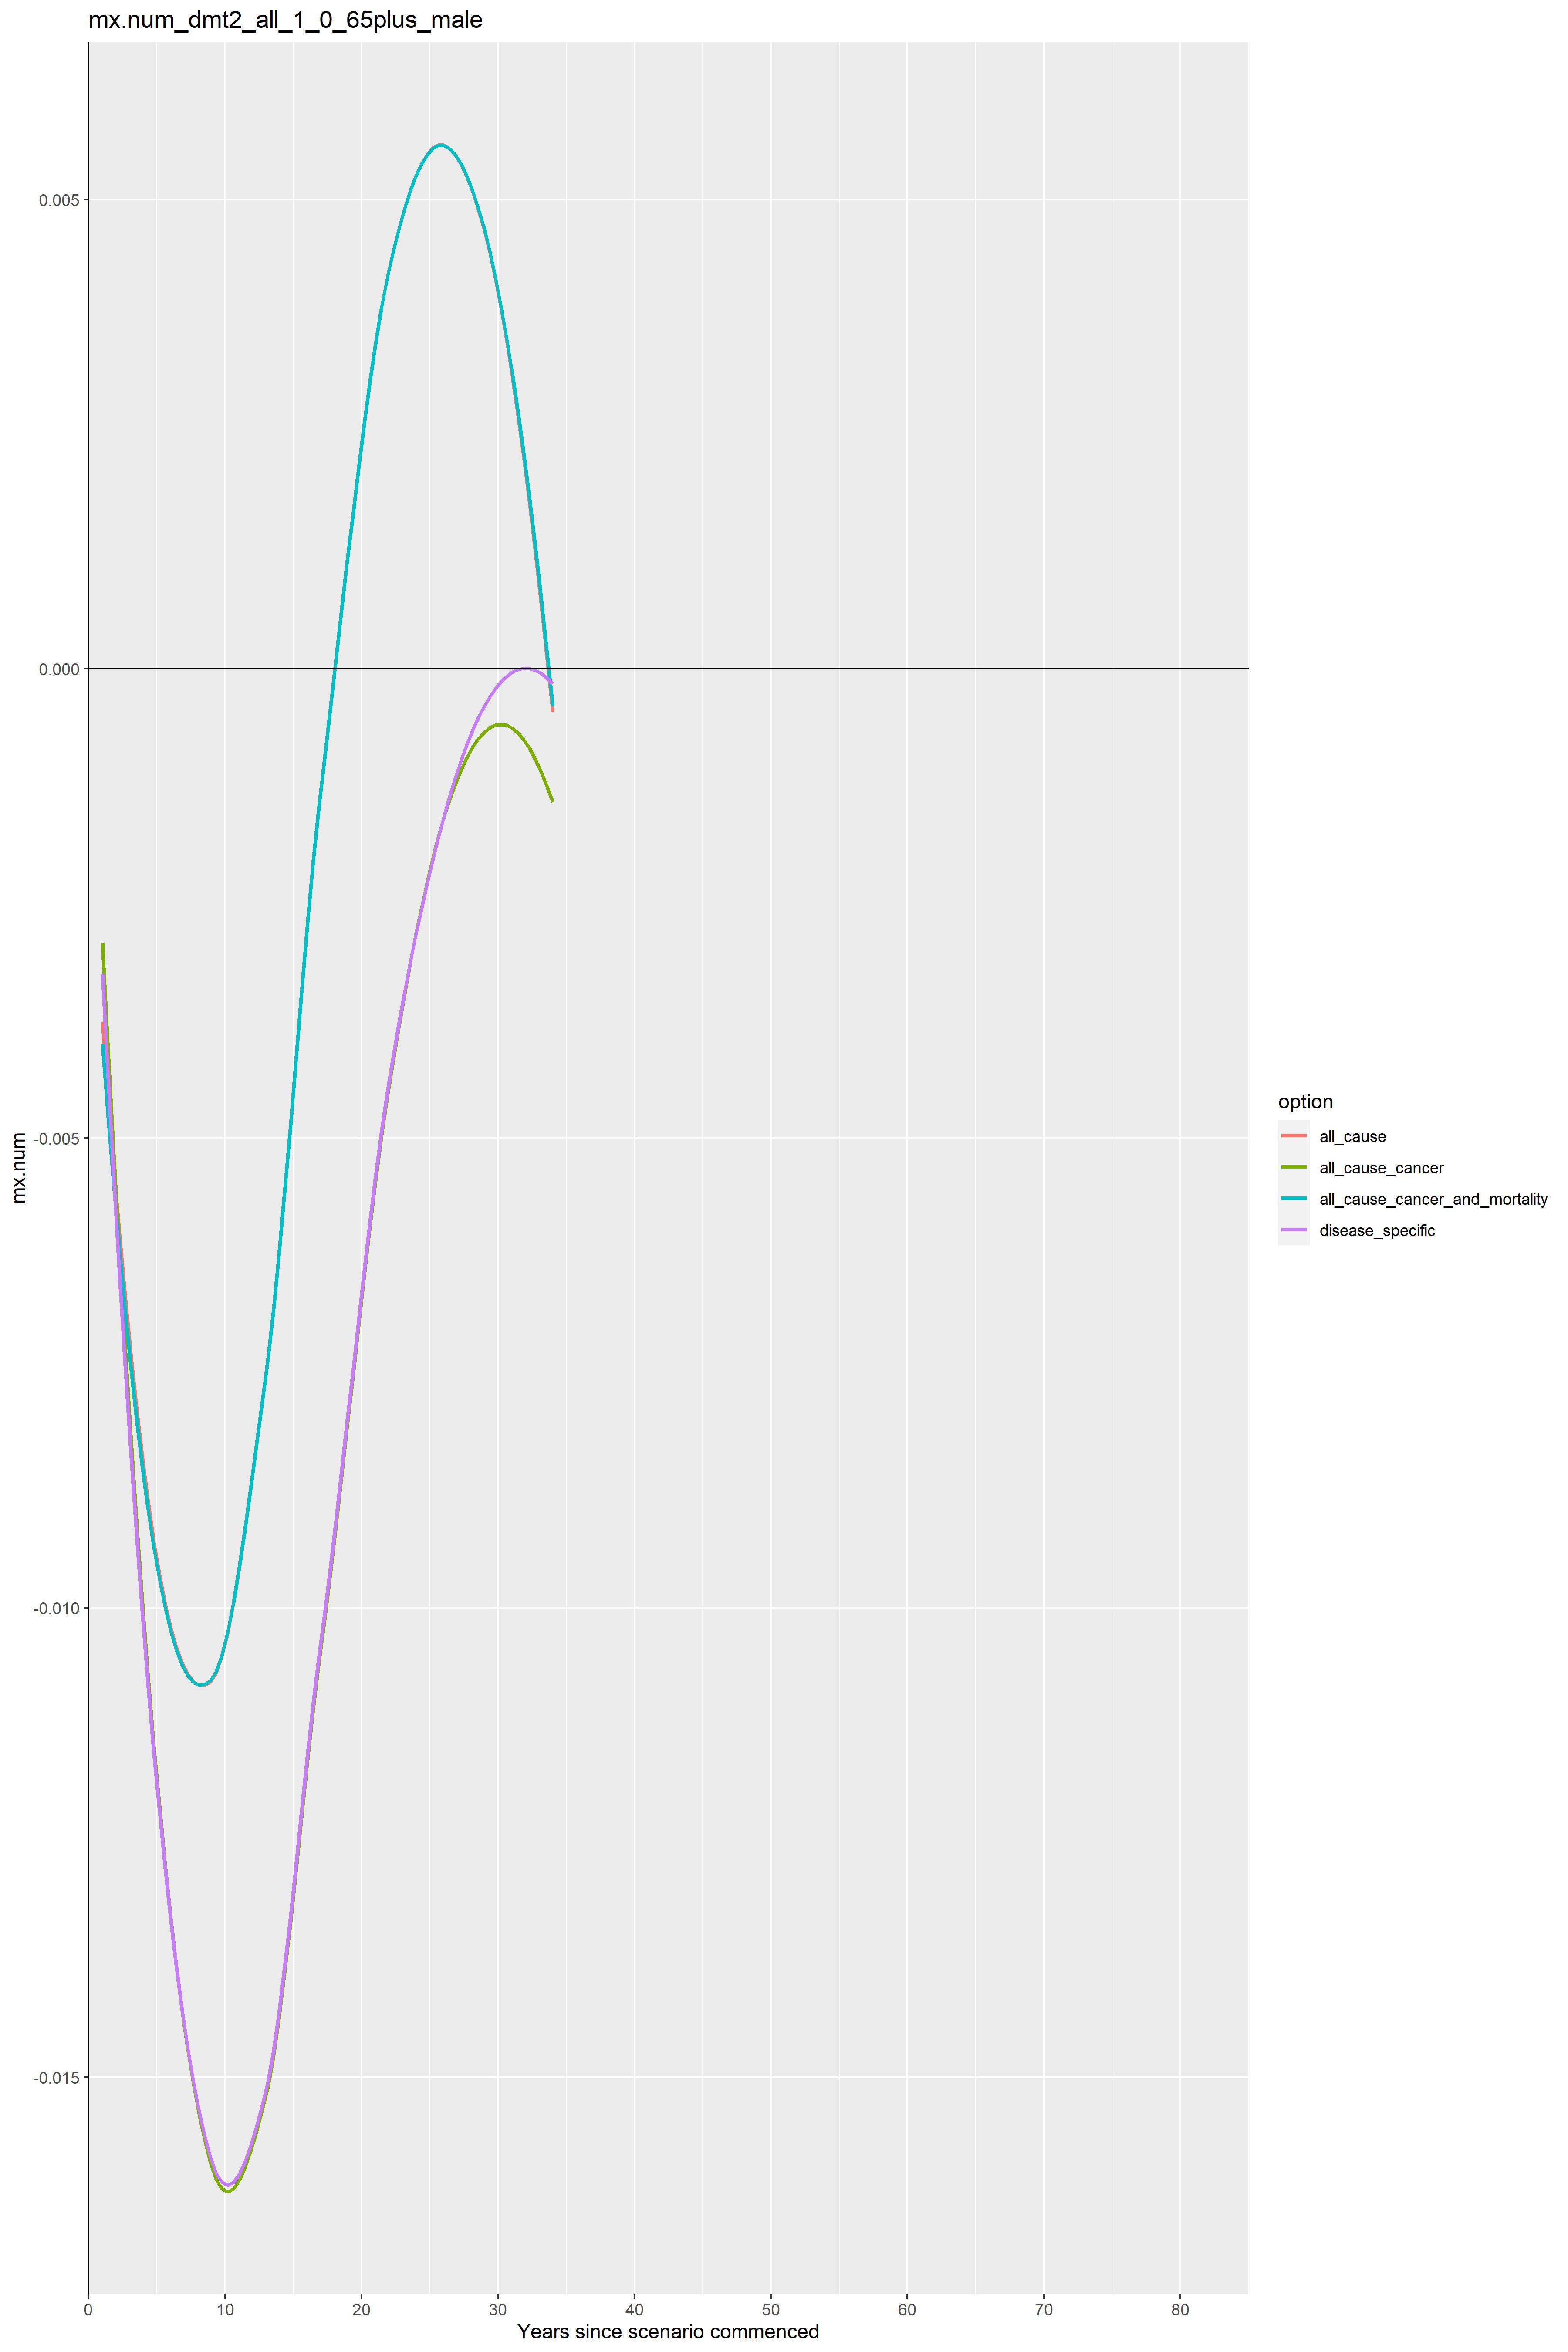 mx.num_dmt2_all_1_0_65plus_male
0.005
0.000
-0.005
-0.010
-0.015
mx.num
0 10 20 30 40 50 60 70 80
Years since scenario commenced
option
all_cause
all_cause_cancer
all_cause_cancer_and_mortality
disease_specific